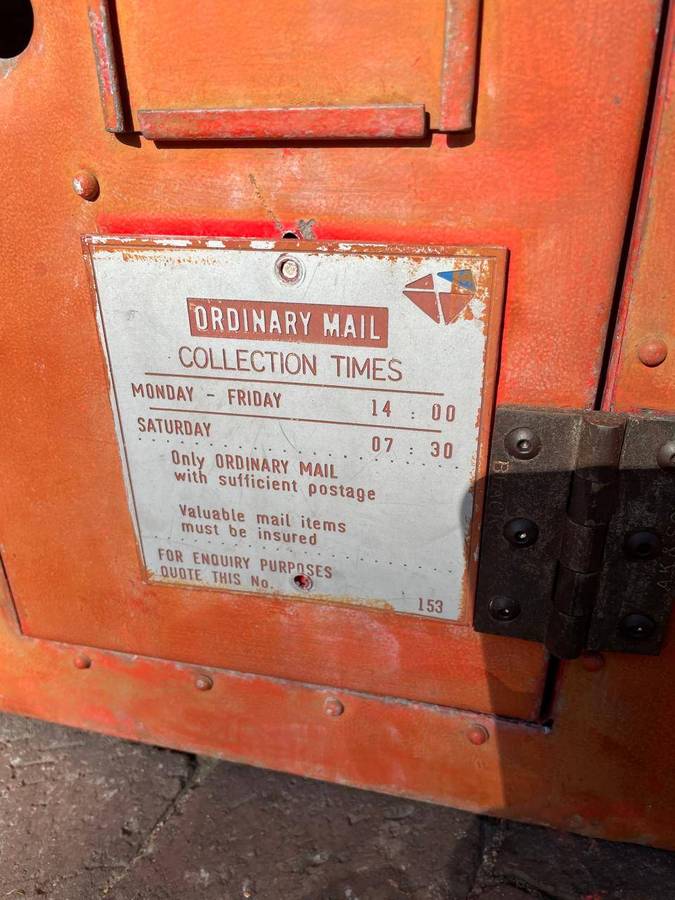 ORDINARY MAIL
COLLECTION TIMES
MONDAY - FRIDAY 14 : 00
SATURDAY 07 : 30
Only ORDINARY MAIL
with sufficient postage
Valuable mail items
must be insured
FOR ENQUIRY PURPOSES
QUOTE THIS No. 153